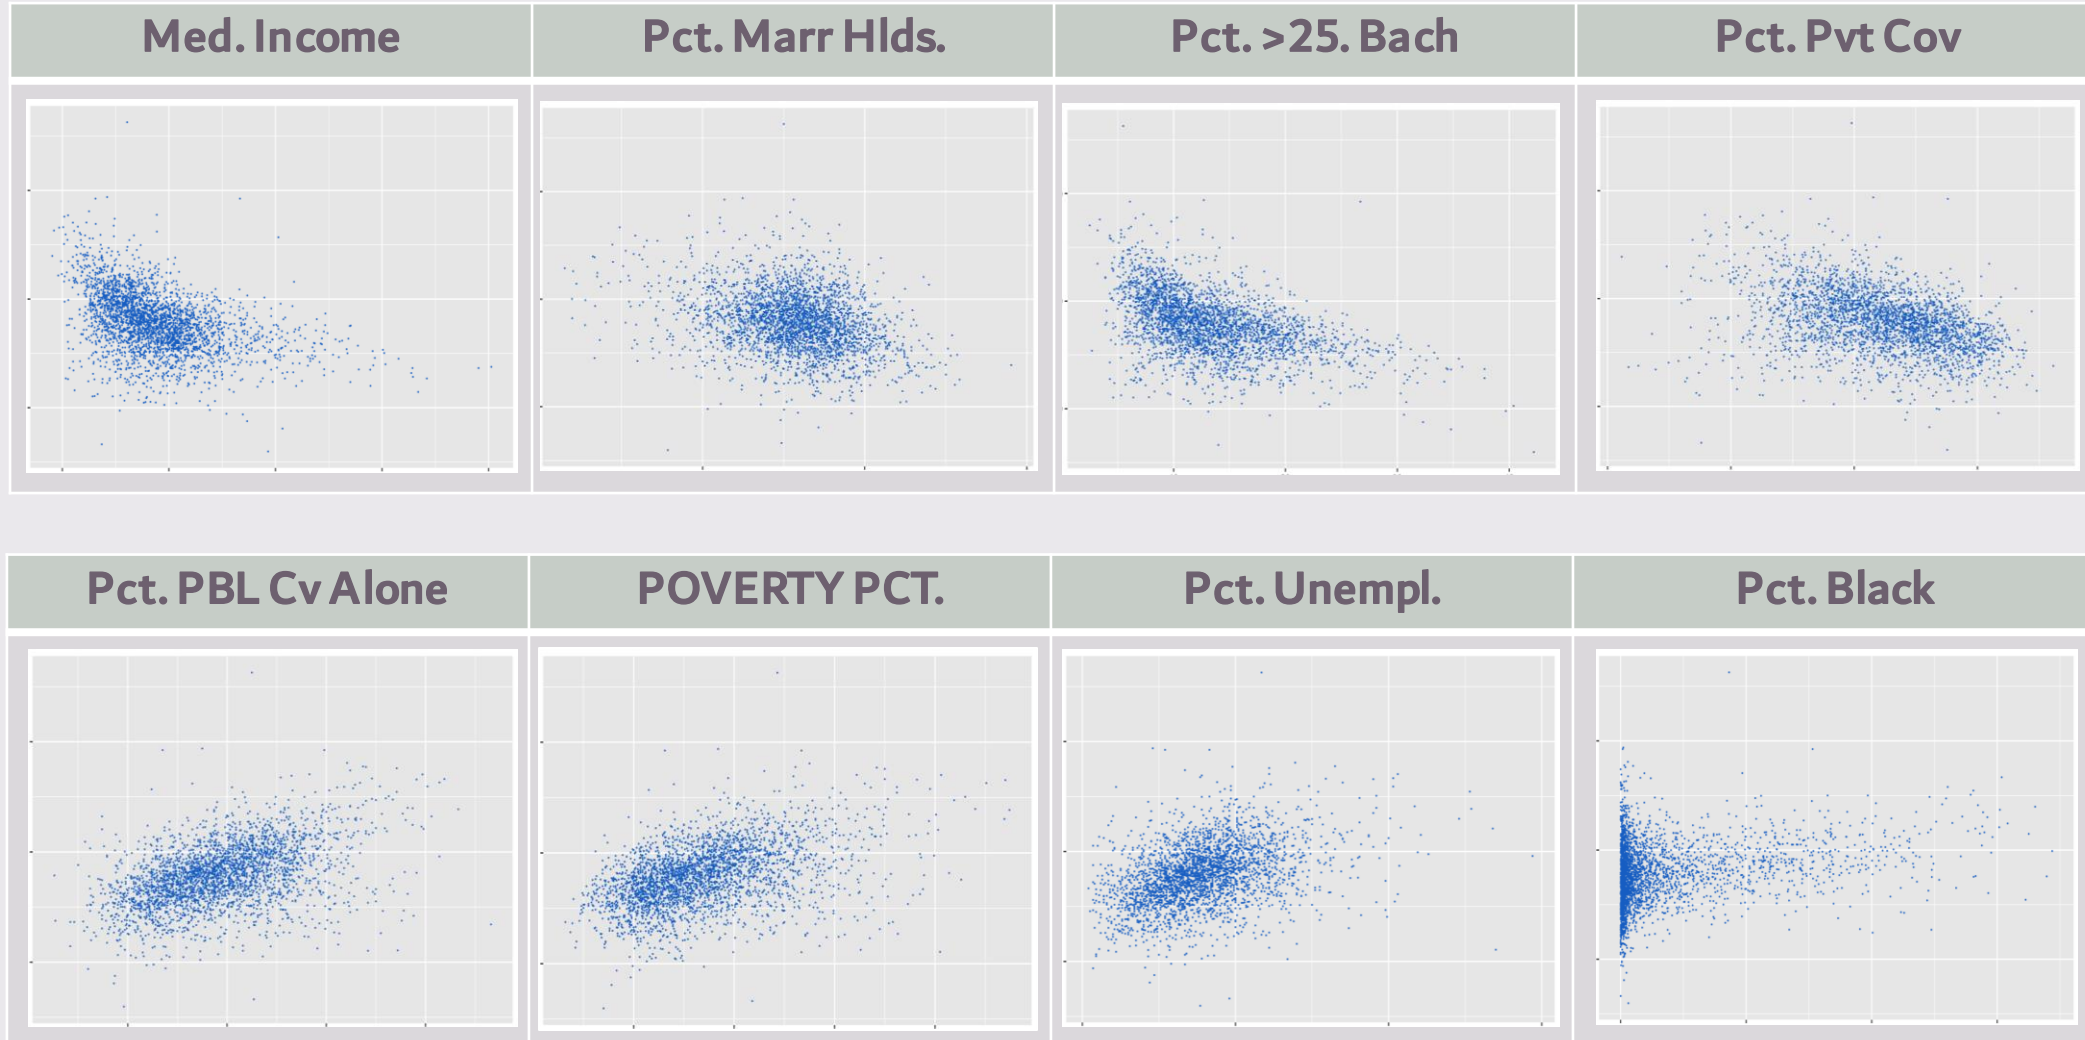 Med. Income
Pct. Marr Hlds.
Pct. >25. Bach
Pct. Pvt Cov
Pct. PBL Cv Alone
POVERTY PCT.
Pct. Unempl.
Pct. Black